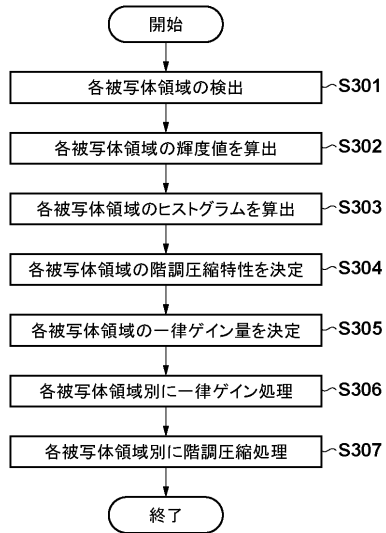 開始
各被写体領域の検出 S301
各被写体領域の輝度値を算出 S302
各被写体領域のヒストグラムを算出 S303
各被写体領域の階調圧縮特性を決定 S304
各被写体領域の一律ゲイン量を決定 S305
各被写体領域別に一律ゲイン処理 S306
各被写体領域別に階調圧縮処理 S307
終了